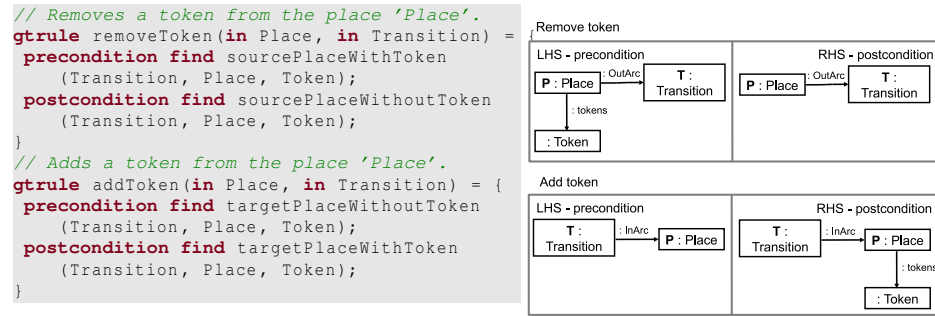 // Removes a token from the place ’Place’.
gtrule removeToken(in Place, in Transition) = {
precondition find sourcePlaceWithToken
(Transition, Place, Token);
postcondition find sourcePlaceWithoutToken
(Transition, Place, Token);
}
// Adds a token from the place ’Place’.
gtrule addToken(in Place, in Transition) = {
precondition find targetPlaceWithoutToken
(Transition, Place, Token);
postcondition find targetPlaceWithToken
(Transition, Place, Token);
}
Remove token
LHS - precondition
P : Place
: OutArc
T :
Transition
: tokens
: Token
RHS - postcondition
P : Place
: OutArc
T :
Transition
Add token
LHS - precondition
T :
Transition
: InArc
P : Place
RHS - postcondition
T :
Transition
: InArc
P : Place
: tokens
: Token